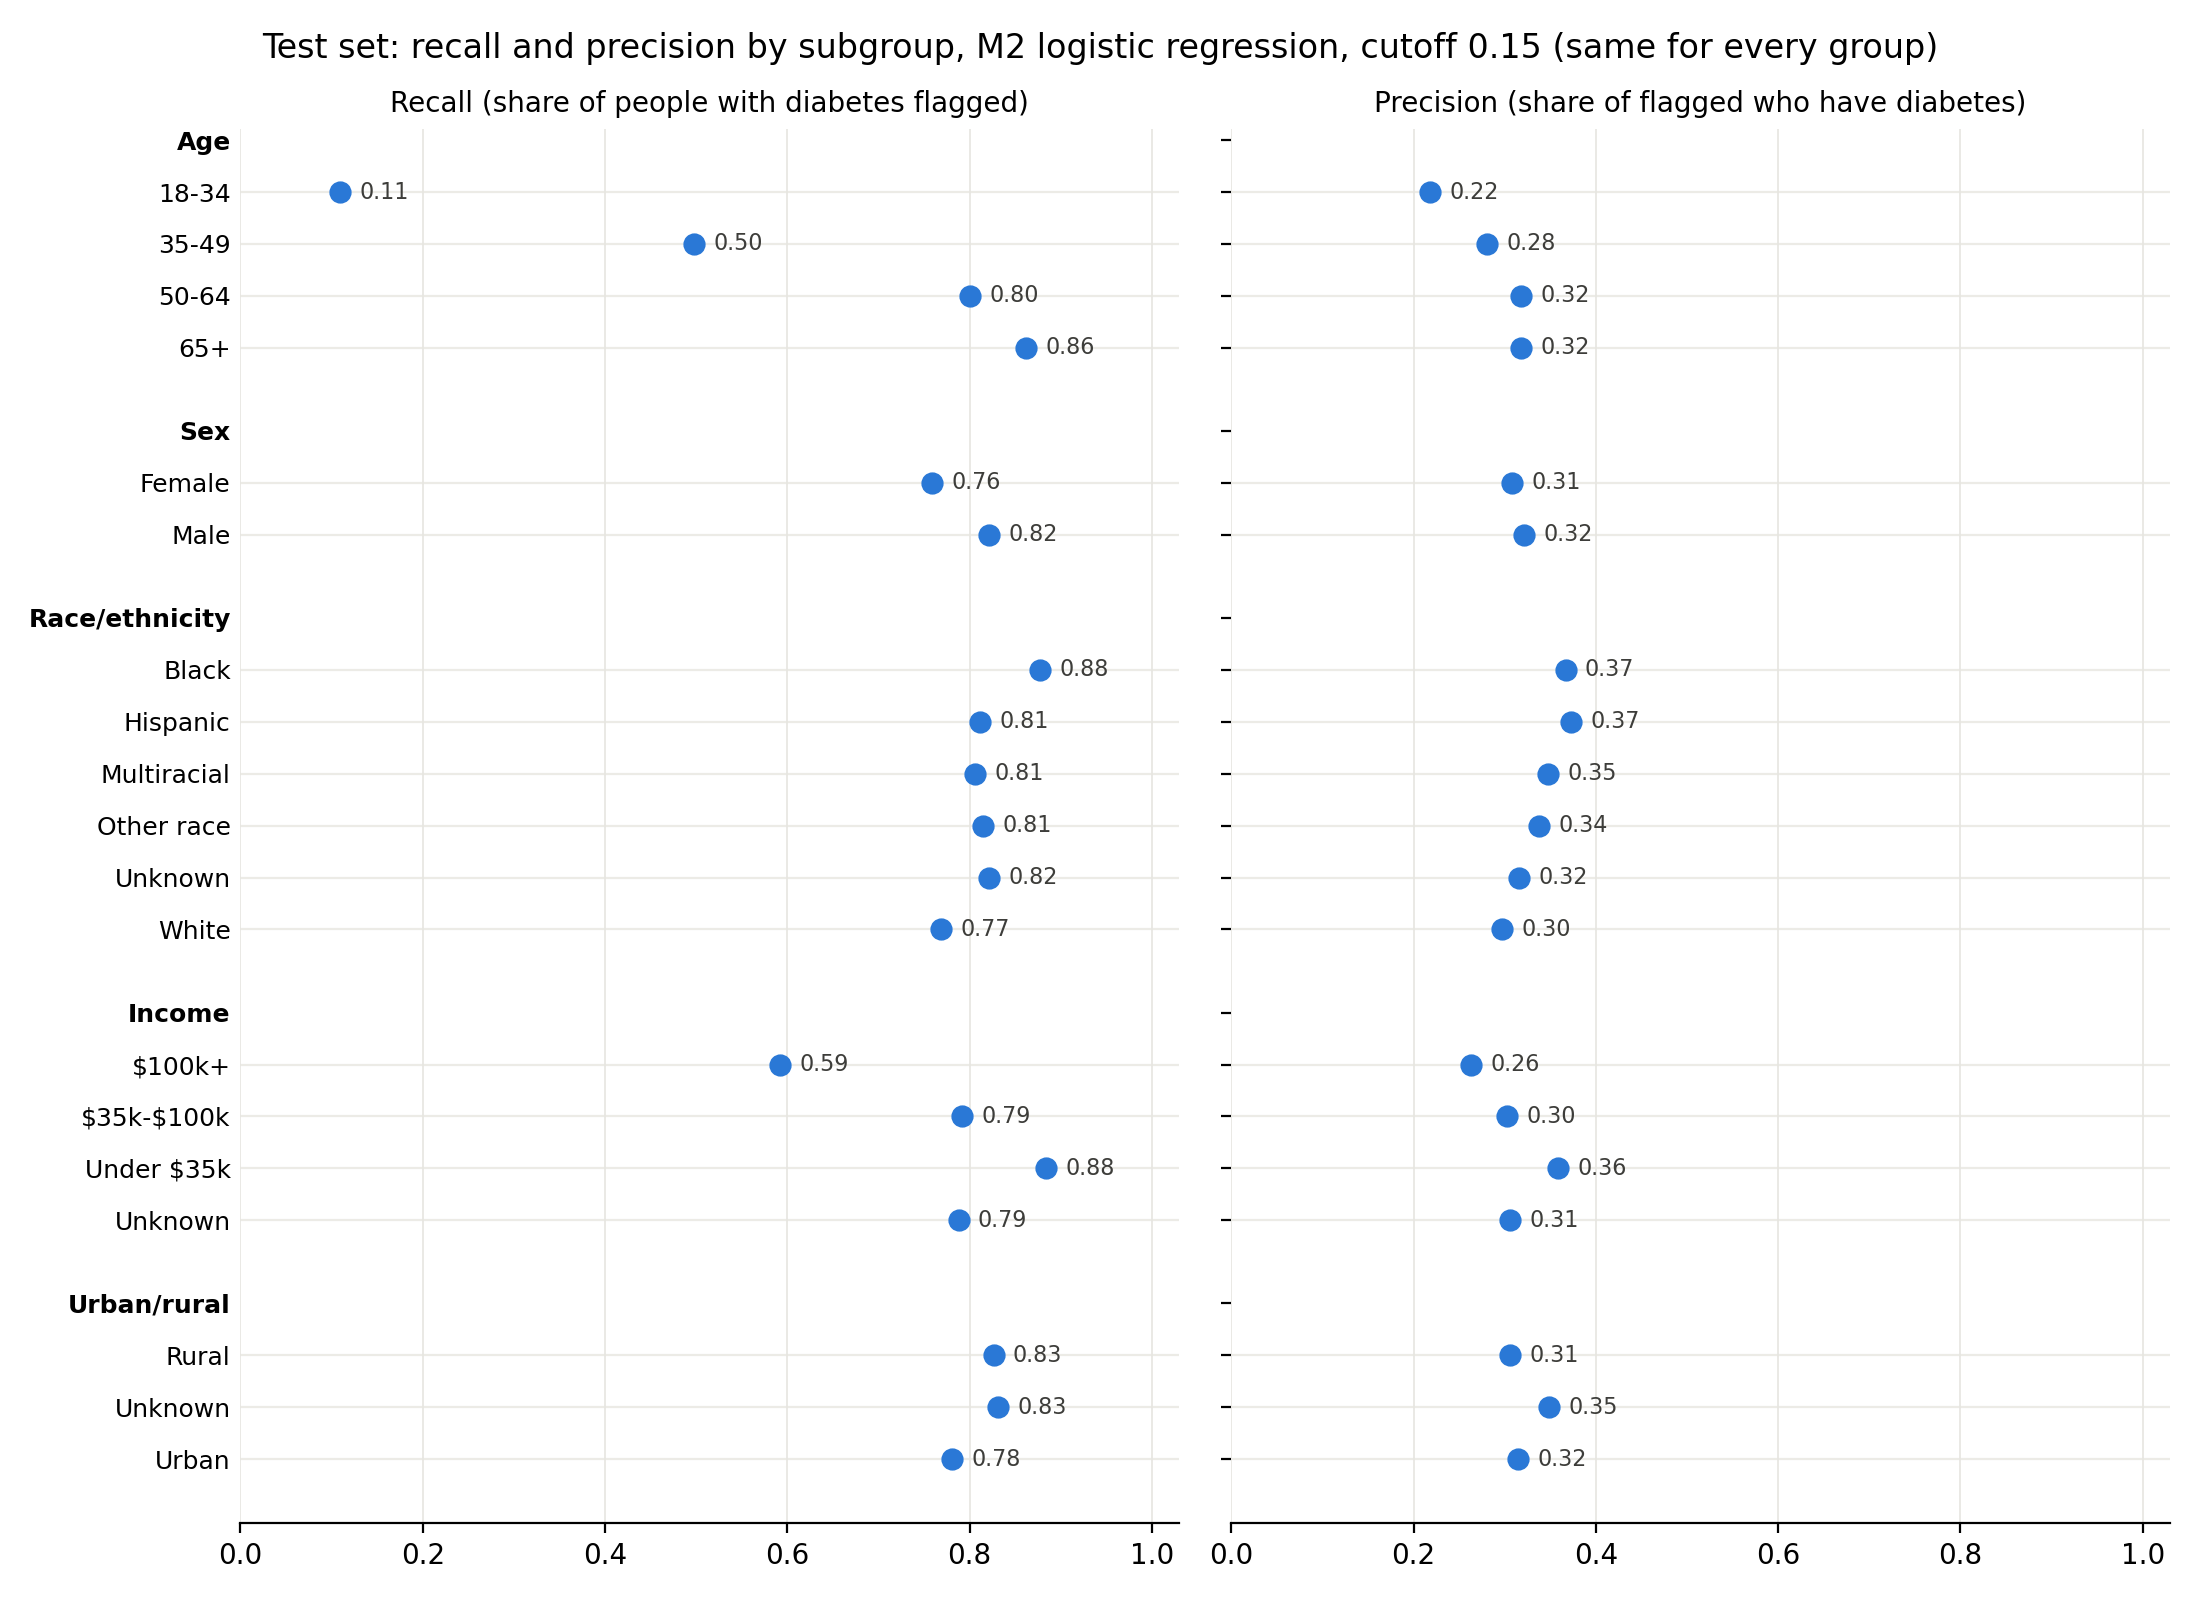 Test set: recall and precision by subgroup, M2 logistic regression, cutoff 0.15 (same for every group)
Recall (share of people with diabetes flagged)
Precision (share of flagged who have diabetes)
Age
18-34 0.11 0.22
35-49 0.50 0.28
50-64 0.80 0.32
65+ 0.86 0.32
Sex
Female 0.76 0.31
Male 0.82 0.32
Race/ethnicity
Black 0.88 0.37
Hispanic 0.81 0.37
Multiracial 0.81 0.35
Other race 0.81 0.34
Unknown 0.82 0.32
White 0.77 0.30
Income
$100k+ 0.59 0.26
$35k-$100k 0.79 0.30
Under $35k 0.88 0.36
Unknown 0.79 0.31
Urban/rural
Rural 0.83 0.31
Unknown 0.83 0.35
Urban 0.78 0.32
0.0 0.2 0.4 0.6 0.8 1.0 0.0 0.2 0.4 0.6 0.8 1.0